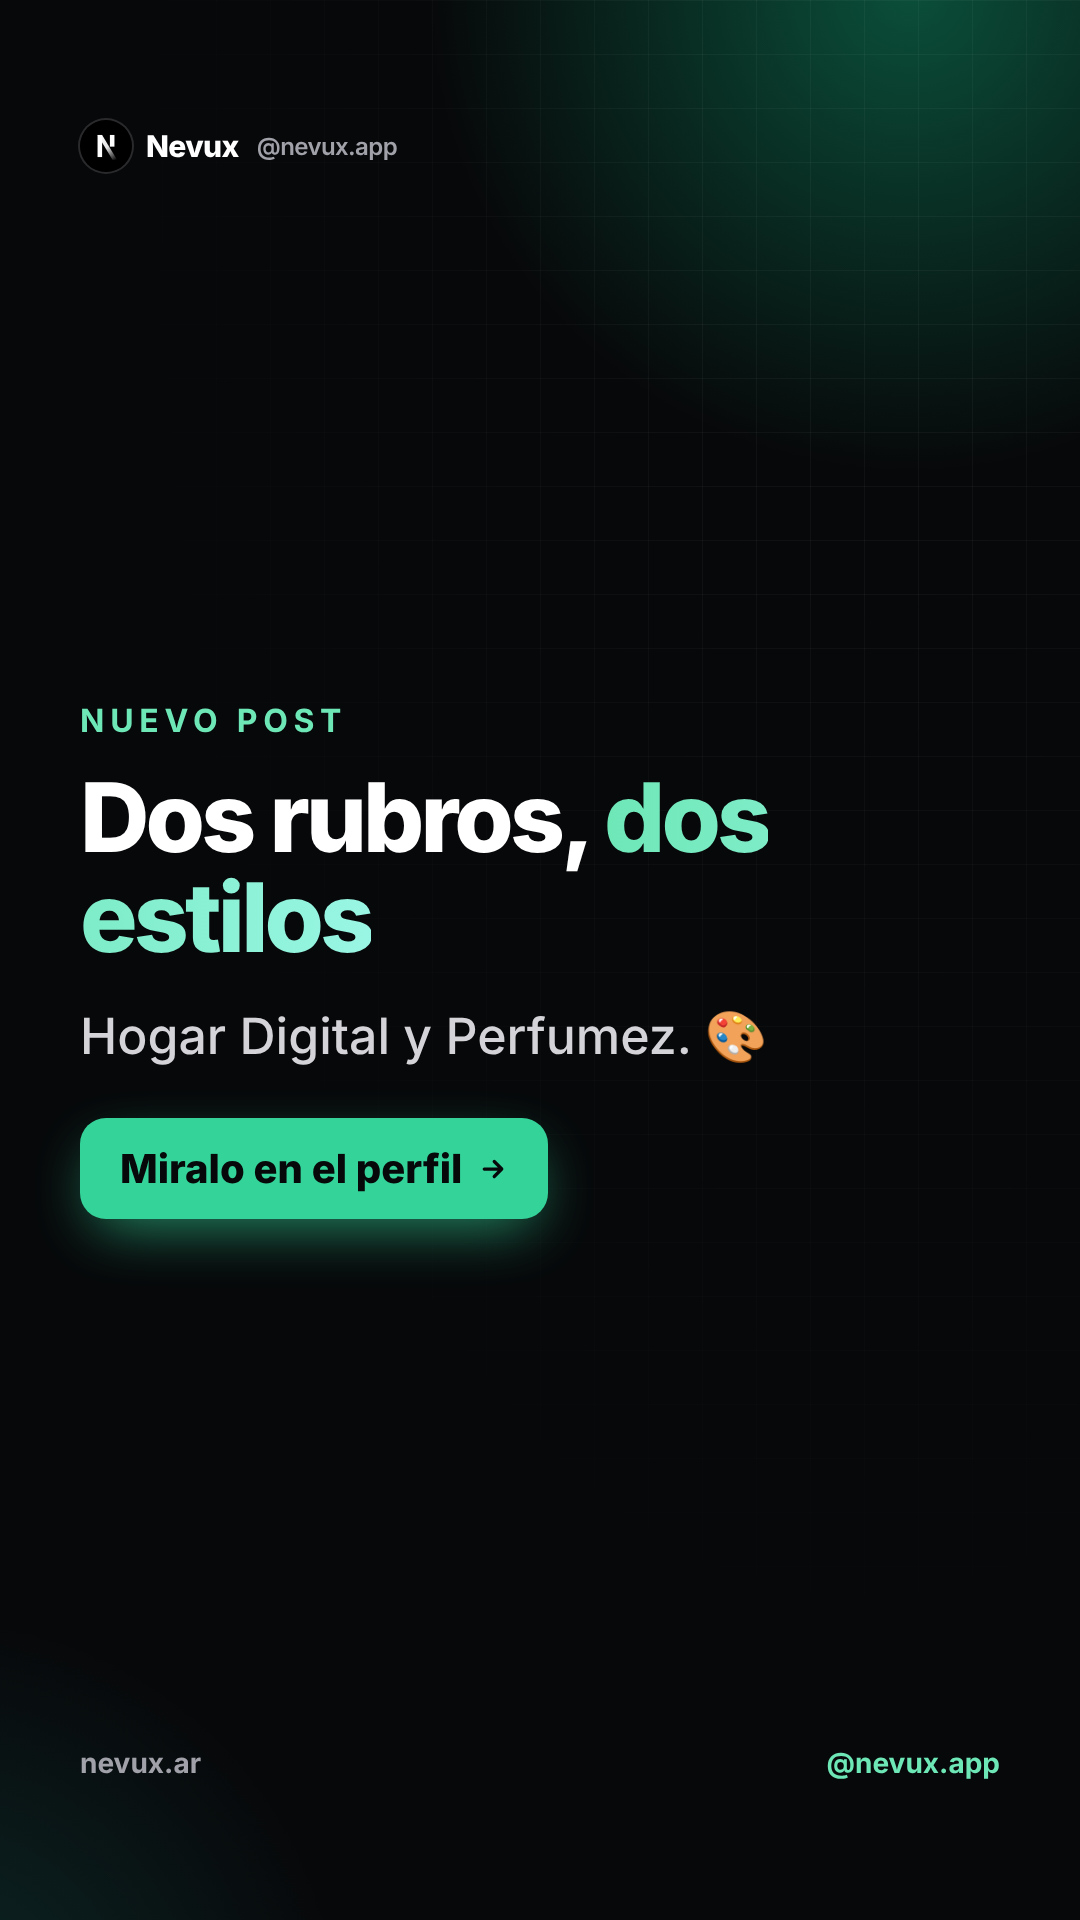 N Nevux @nevux.app
NUEVO POST
Dos rubros, dos
estilos
Hogar Digital y Perfumez. 🎨
Miralo en el perfil →
nevux.ar
@nevux.app